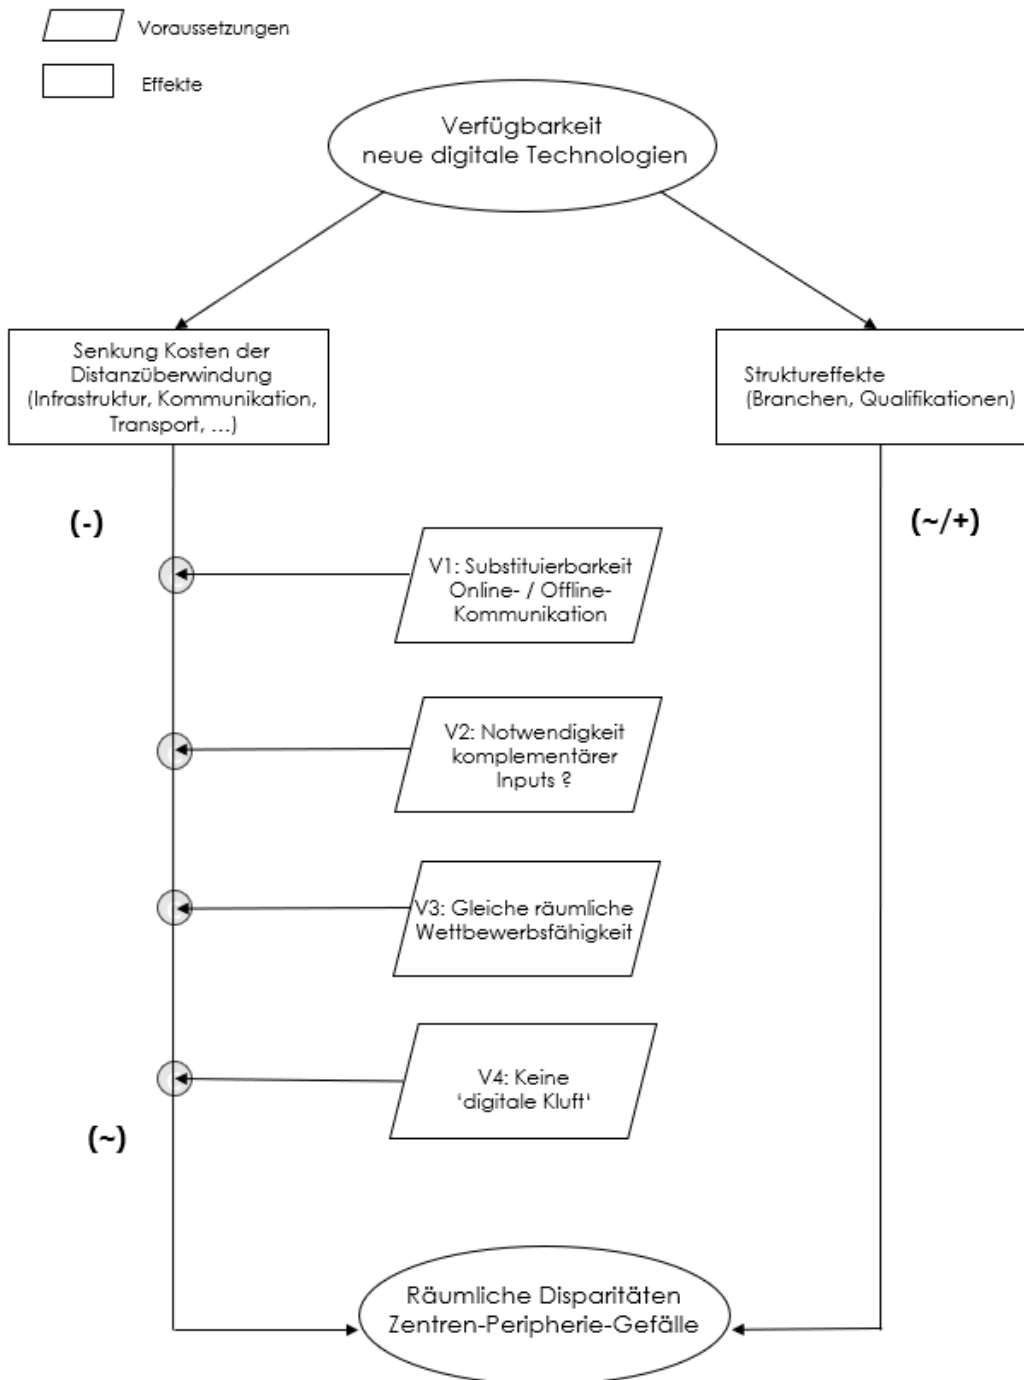 Voraussetzungen
Effekte
Verfügbarkeit
neue digitale Technologien
Senkung Kosten der
Distanzüberwindung
(Infrastruktur, Kommunikation,
Transport, ...)
Struktureffekte
(Branchen, Qualifikationen)
(-)
(~/+)
V1: Substituierbarkeit
Online- / Offline-
Kommunikation
V2: Notwendigkeit
komplementärer
Inputs ?
V3: Gleiche räumliche
Wettbewerbsfähigkeit
V4: Keine
'digitale Kluft'
(~)
Räumliche Disparitäten
Zentren-Peripherie-Gefälle